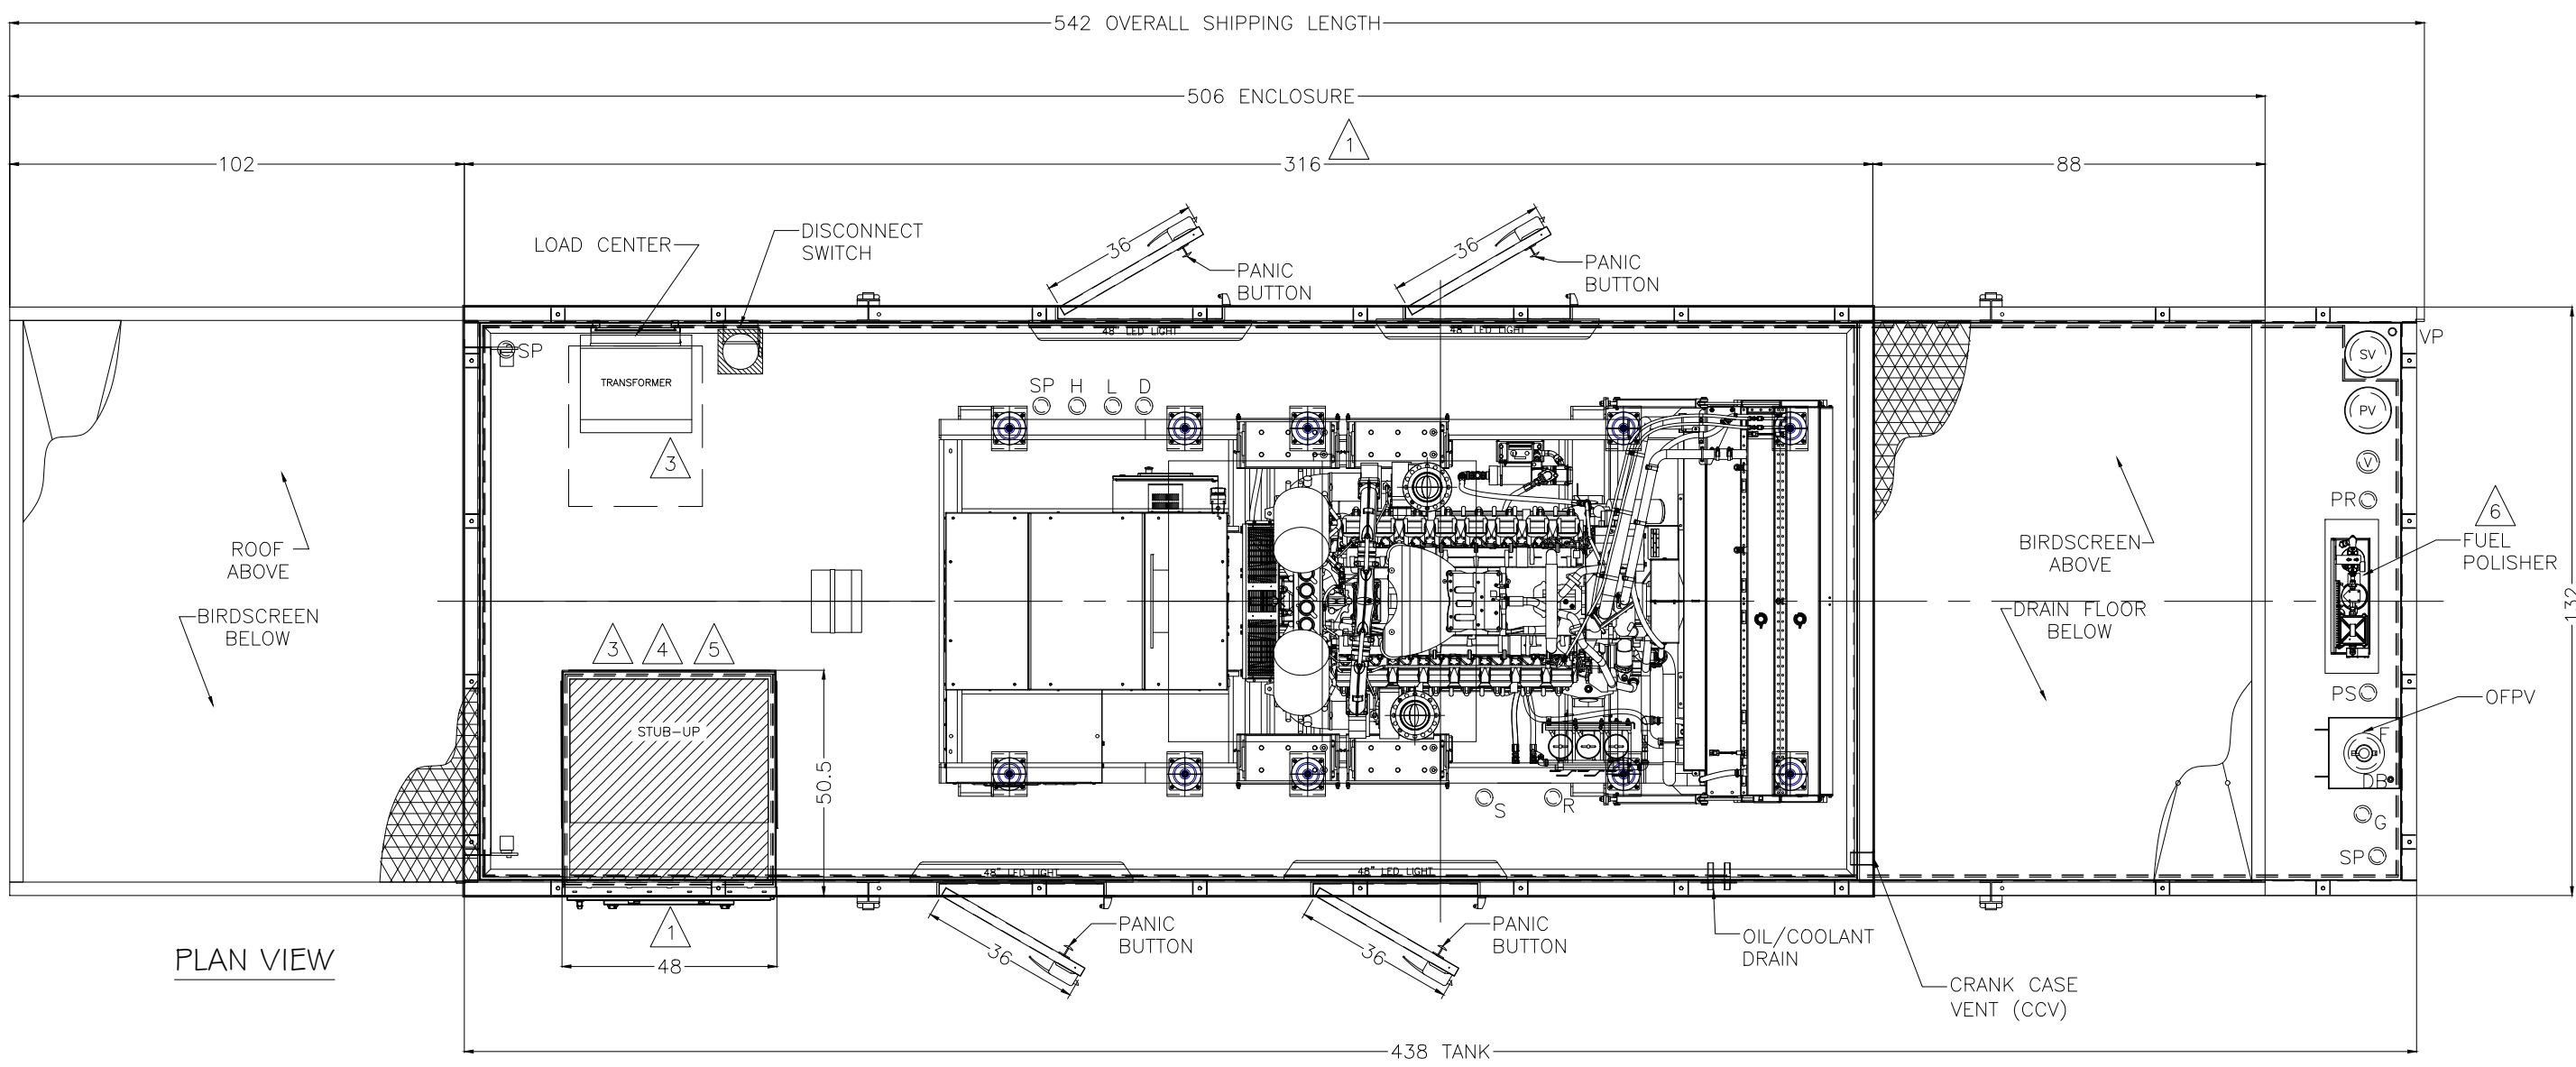 542 OVERALL SHIPPING LENGTH
506 ENCLOSURE
1
102
316
88
LOAD CENTER
DISCONNECT
SWITCH
36
PANIC
BUTTON
36
PANIC
BUTTON
48" LED LIGHT
48" LED LIGHT
SP
TRANSFORMER
3
SP H L D
VP
SV
PV
V
PR
6
FUEL
POLISHER
ROOF
ABOVE
BIRDSCREEN
BELOW
BIRDSCREEN
ABOVE
DRAIN FLOOR
BELOW
132
3 4 5
STUB-UP
50.5
PS
OFPV
F
DB
G
SP
S
R
48" LED LIGHT
48" LED LIGHT
1
48
36
PANIC
BUTTON
36
PANIC
BUTTON
OIL/COOLANT
DRAIN
CRANK CASE
VENT (CCV)
PLAN VIEW
438 TANK